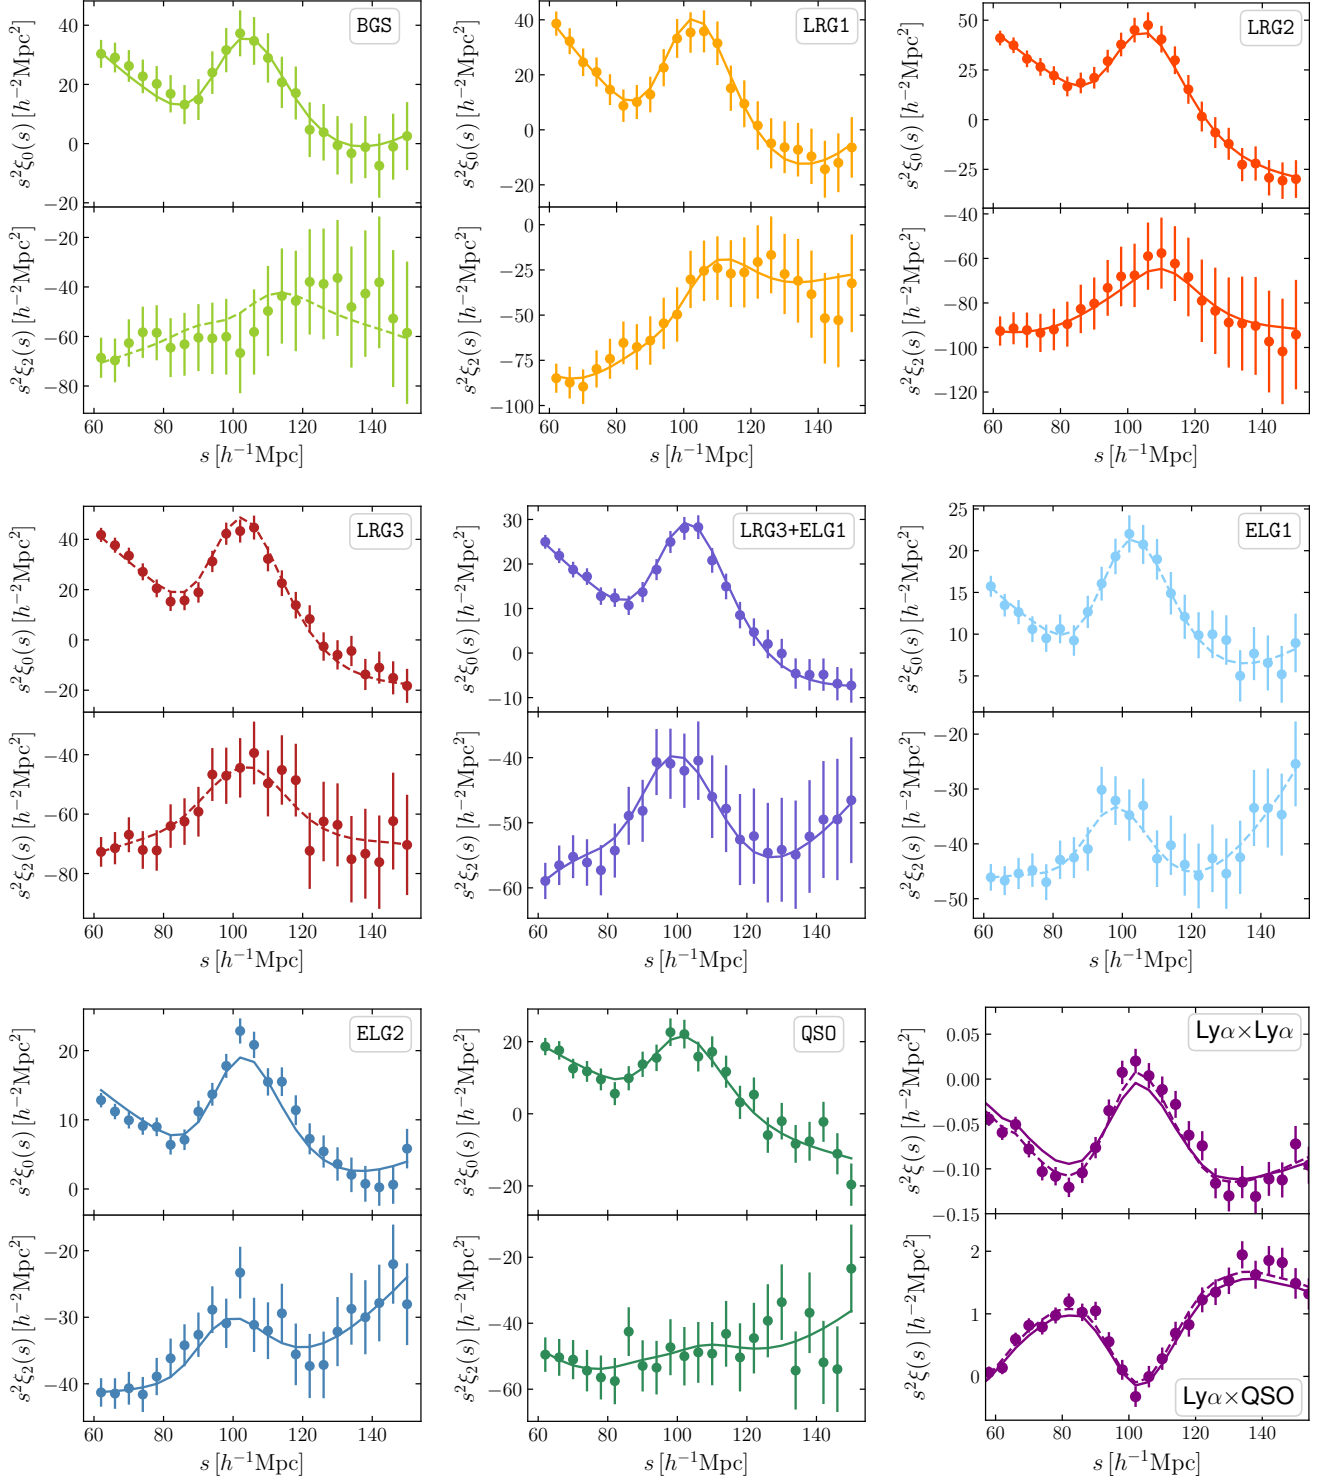 BGS
s²ξ₀(s) [h⁻²Mpc²]
40
20
0
−20
s²ξ₂(s) [h⁻²Mpc²]
−20
−40
−60
−80
60 80 100 120 140
s [h⁻¹Mpc]
LRG1
s²ξ₀(s) [h⁻²Mpc²]
40
20
0
−20
s²ξ₂(s) [h⁻²Mpc²]
0
−25
−50
−75
−100
60 80 100 120 140
s [h⁻¹Mpc]
LRG2
s²ξ₀(s) [h⁻²Mpc²]
50
25
0
−25
s²ξ₂(s) [h⁻²Mpc²]
−40
−60
−80
−100
−120
60 80 100 120 140
s [h⁻¹Mpc]
LRG3
s²ξ₀(s) [h⁻²Mpc²]
40
20
0
−20
s²ξ₂(s) [h⁻²Mpc²]
−40
−60
−80
60 80 100 120 140
s [h⁻¹Mpc]
LRG3+ELG1
s²ξ₀(s) [h⁻²Mpc²]
30
20
10
0
−10
s²ξ₂(s) [h⁻²Mpc²]
−40
−50
−60
60 80 100 120 140
s [h⁻¹Mpc]
ELG1
s²ξ₀(s) [h⁻²Mpc²]
25
20
15
10
5
s²ξ₂(s) [h⁻²Mpc²]
−20
−30
−40
−50
60 80 100 120 140
s [h⁻¹Mpc]
ELG2
s²ξ₀(s) [h⁻²Mpc²]
20
10
0
s²ξ₂(s) [h⁻²Mpc²]
−20
−30
−40
60 80 100 120 140
s [h⁻¹Mpc]
QSO
s²ξ₀(s) [h⁻²Mpc²]
20
0
−20
s²ξ₂(s) [h⁻²Mpc²]
−20
−40
−60
60 80 100 120 140
s [h⁻¹Mpc]
Lyα×Lyα
s²ξ(s) [h⁻²Mpc²]
0.05
0.00
−0.05
−0.10
−0.15
s²ξ(s) [h⁻²Mpc²]
2
1
0
Lyα×QSO
60 80 100 120 140
s [h⁻¹Mpc]